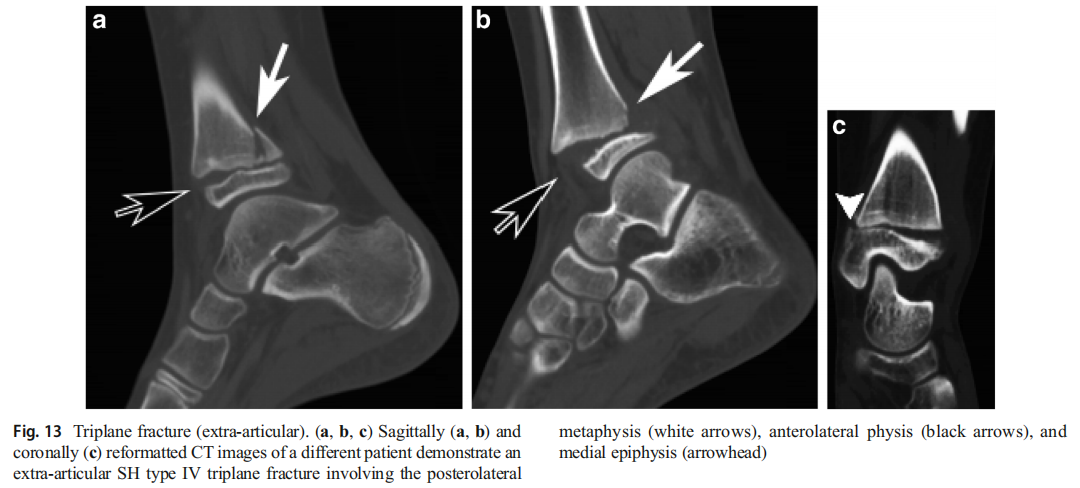 a
b
c
Fig. 13 Triplane fracture (extra-articular). (a, b, c) Sagittally (a, b) and
coronally (c) reformatted CT images of a different patient demonstrate an
extra-articular SH type IV triplane fracture involving the posterolateral
metaphysis (white arrows), anterolateral physis (black arrows), and
medial epiphysis (arrowhead)